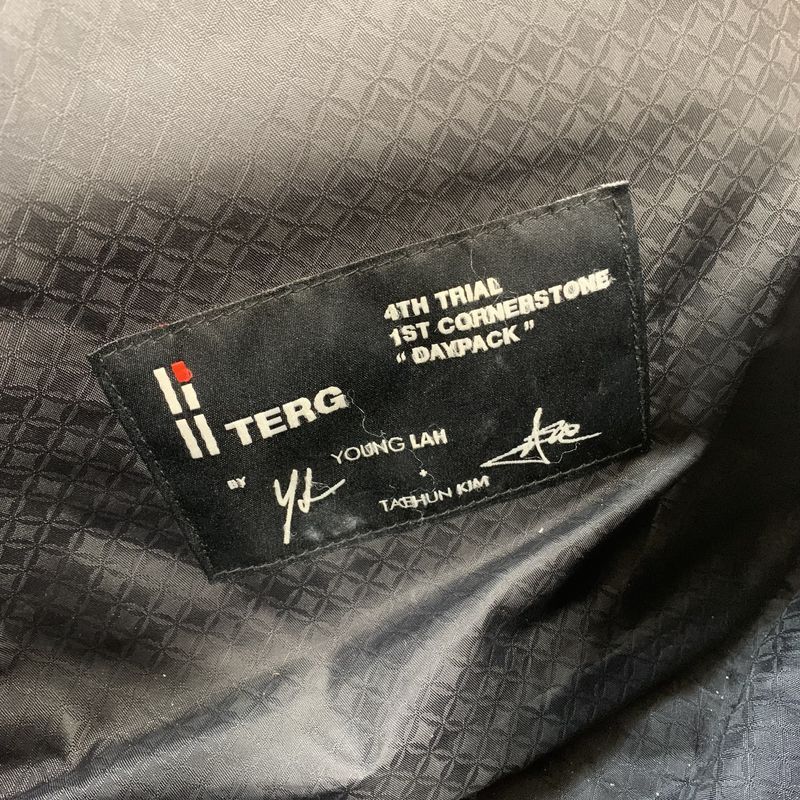 4TH TRIAL
1ST CORNERSTONE
“ DAYPACK ”
TERG
YOUNG LAH
BY
TAEHUN KIM